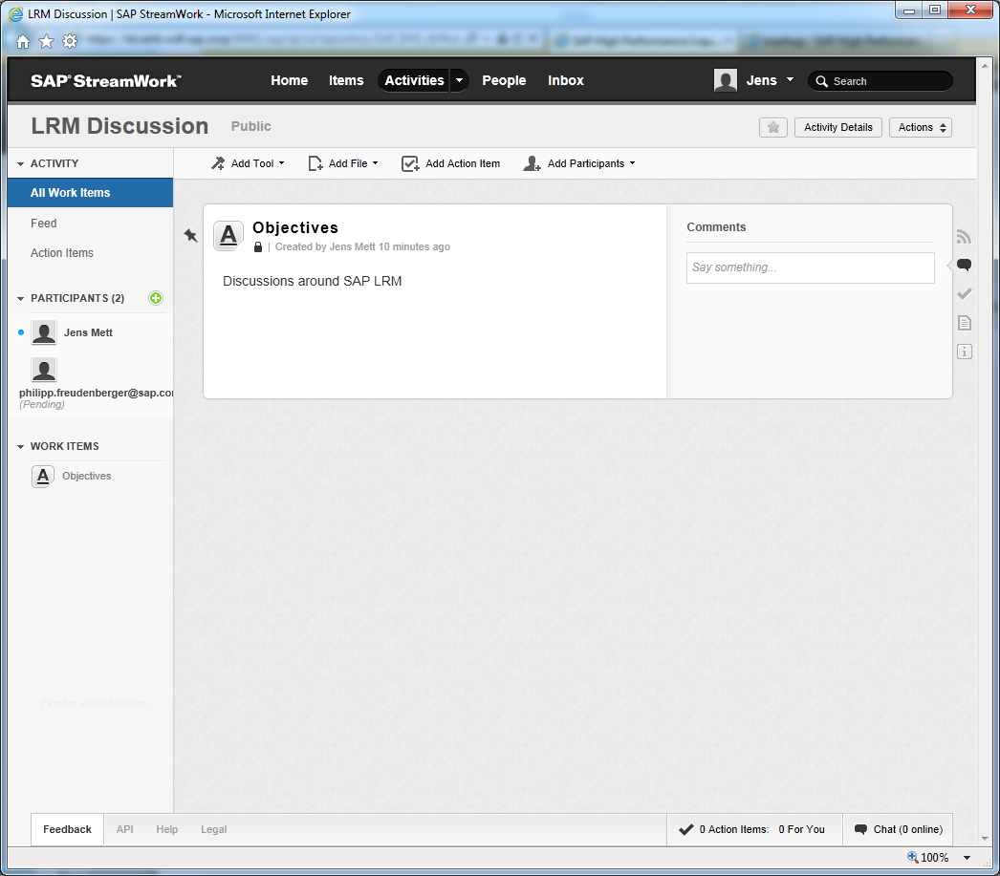 LRM Discussion | SAP StreamWork - Microsoft Internet Explorer
SAP StreamWork™ Home Items Activities People Inbox Jens Search
LRM Discussion Public Activity Details Actions
ACTIVITY Add Tool Add File Add Action Item Add Participants
All Work Items
Feed
Action Items
PARTICIPANTS (2)
Jens Mett
philipp.freudenberger@sap.co
(Pending)
WORK ITEMS
A Objectives
A Objectives
| Created by Jens Mett 10 minutes ago
Discussions around SAP LRM
Comments
Say something...
Fenster ausschneiden
Feedback API Help Legal 0 Action Items: 0 For You Chat (0 online)
100%